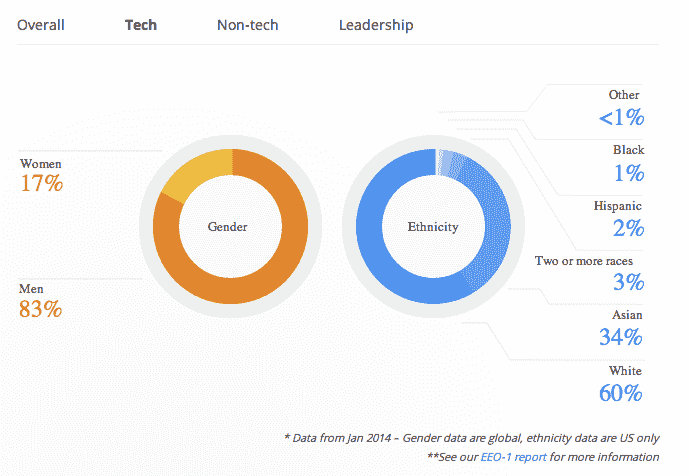 Overall Tech Non-tech Leadership
Women
17%
Men
83%
Gender
Ethnicity
Other
<1%
Black
1%
Hispanic
2%
Two or more races
3%
Asian
34%
White
60%
* Data from Jan 2014 – Gender data are global, ethnicity data are US only
**See our EEO-1 report for more information